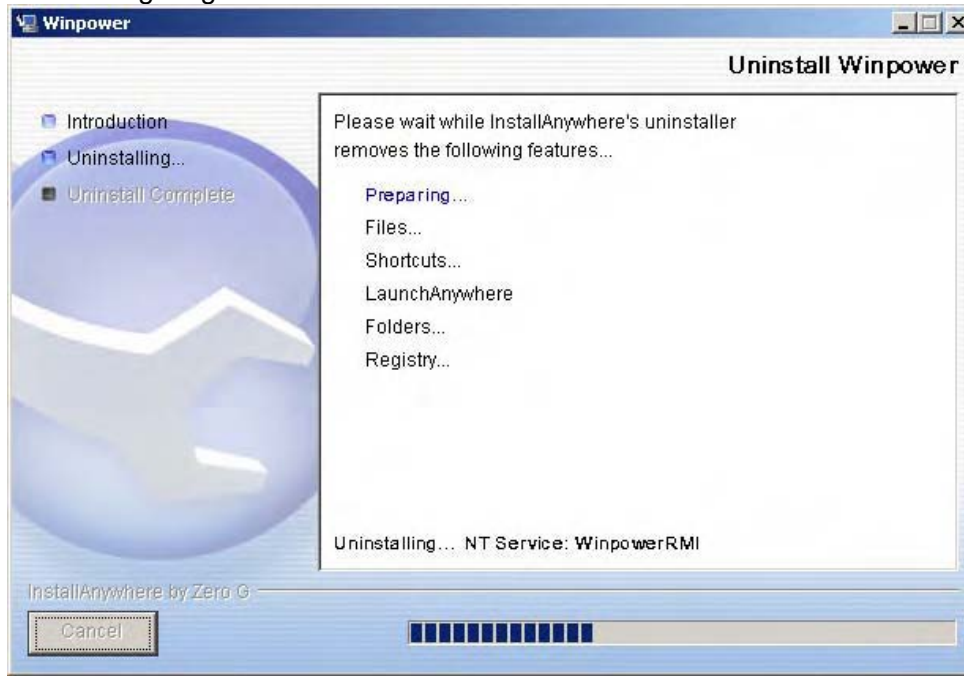 Winpower
Uninstall Winpower
Introduction
Uninstalling...
Uninstall Complete
Please wait while InstallAnywhere's uninstaller
removes the following features...
Preparing...
Files...
Shortcuts...
LaunchAnywhere
Folders...
Registry...
Uninstalling... NT Service: WinpowerRMI
InstallAnywhere by Zero G
Cancel